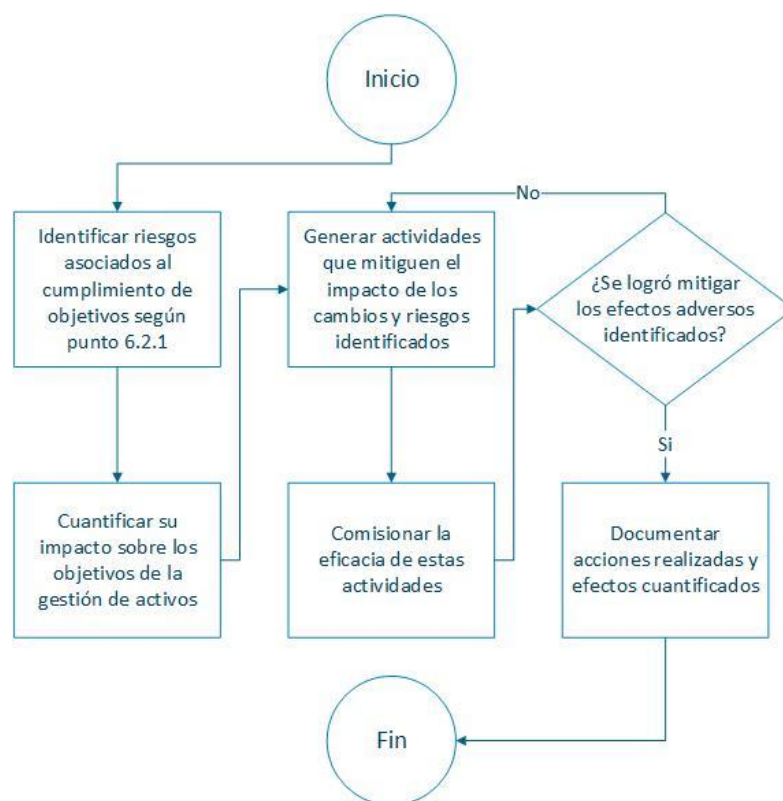 Inicio
Identificar riesgos
asociados al
cumplimiento de
objetivos según
punto 6.2.1
Cuantificar su
impacto sobre los
objetivos de la
gestión de activos
Generar actividades
que mitiguen el
impacto de los
cambios y riesgos
identificados
Comisionar la
eficacia de estas
actividades
No
¿Se logró mitigar
los efectos adversos
identificados?
Si
Documentar
acciones realizadas y
efectos cuantificados
Fin